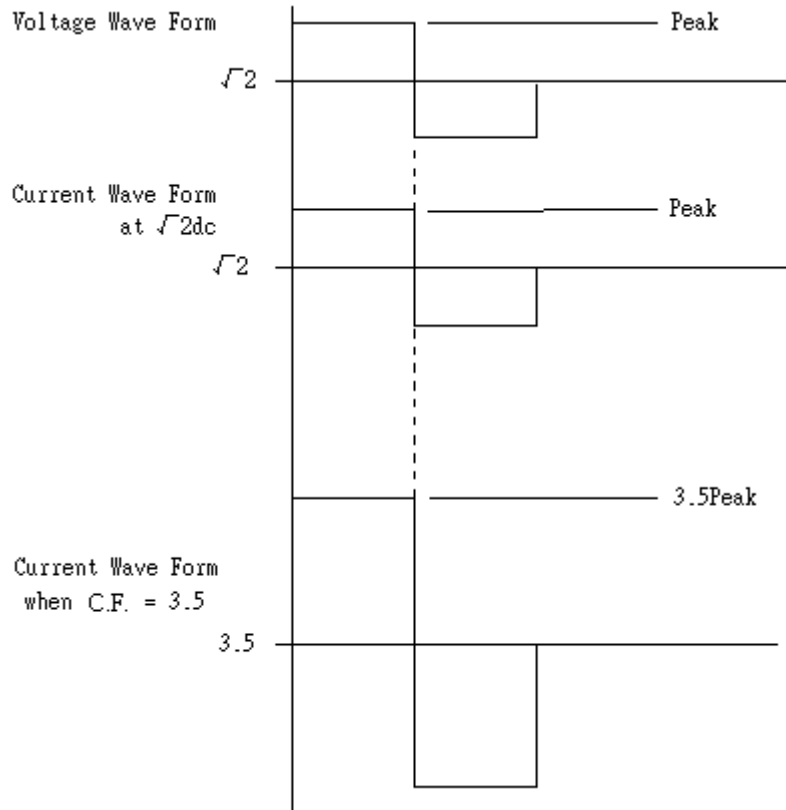 Voltage Wave Form
Peak
√2
Current Wave Form
at √2dc
Peak
√2
3.5Peak
Current Wave Form
when C.F. = 3.5
3.5